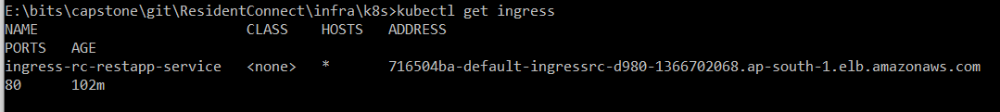 E:\bits\capstone\git\ResidentConnect\infra\k8s>kubectl get ingress
NAME CLASS HOSTS ADDRESS
PORTS AGE
ingress-rc-restapp-service <none> * 716504ba-default-ingressrc-d980-1366702068.ap-south-1.elb.amazonaws.com
80 102m